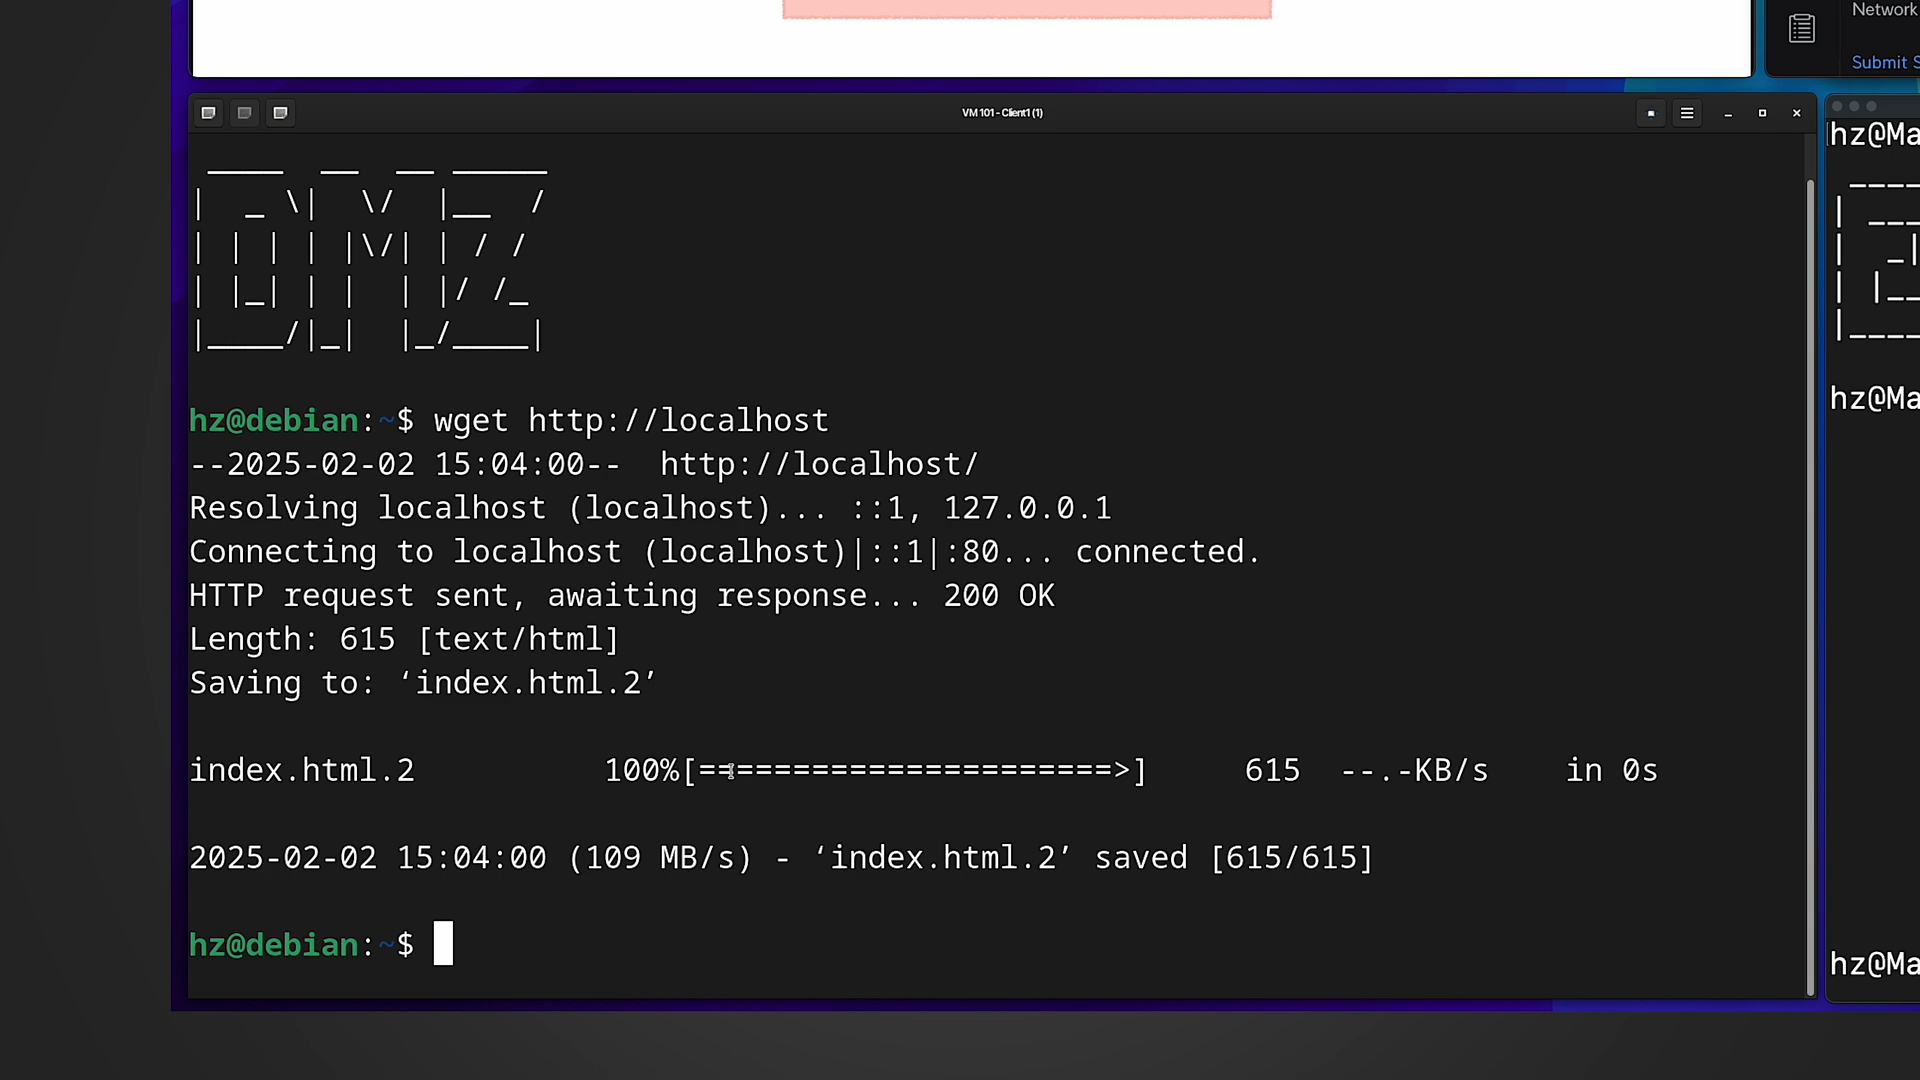 Network
Submit S
VM 101 - Client1 (1)
DMZ
hz@debian:~$ wget http://localhost
--2025-02-02 15:04:00--  http://localhost/
Resolving localhost (localhost)... ::1, 127.0.0.1
Connecting to localhost (localhost)|::1|:80... connected.
HTTP request sent, awaiting response... 200 OK
Length: 615 [text/html]
Saving to: ‘index.html.2’
index.html.2          100%[======================>]     615  --.-KB/s    in 0s
2025-02-02 15:04:00 (109 MB/s) - ‘index.html.2’ saved [615/615]
hz@debian:~$
hz@Ma
hz@Ma
hz@Ma